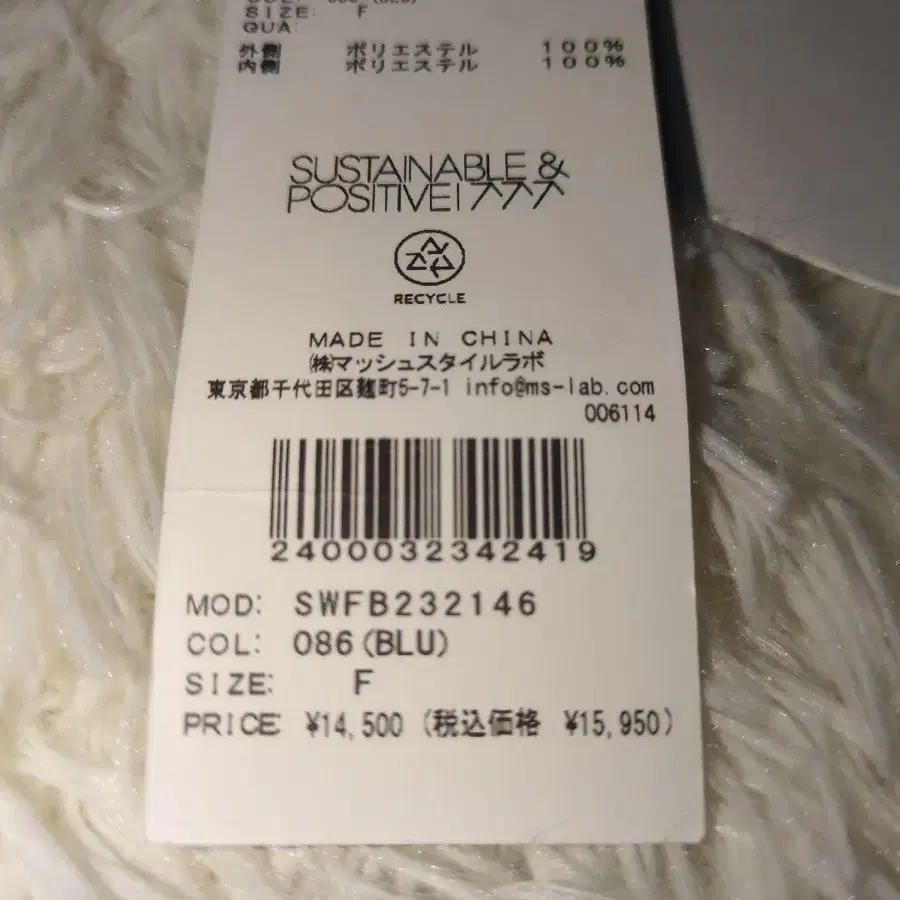 SIZE: F
QUA:
外側 ポリエステル 100%
内側 ポリエステル 100%
SUSTAINABLE &
POSITIVE!
RECYCLE
MADE IN CHINA
㈱マッシュスタイルラボ
東京都千代田区麹町5-7-1 info@ms-lab.com
006114
2400032342419
MOD: SWFB232146
COL: 086(BLU)
SIZE: F
PRICE ¥14,500 (税込価格 ¥15,950)